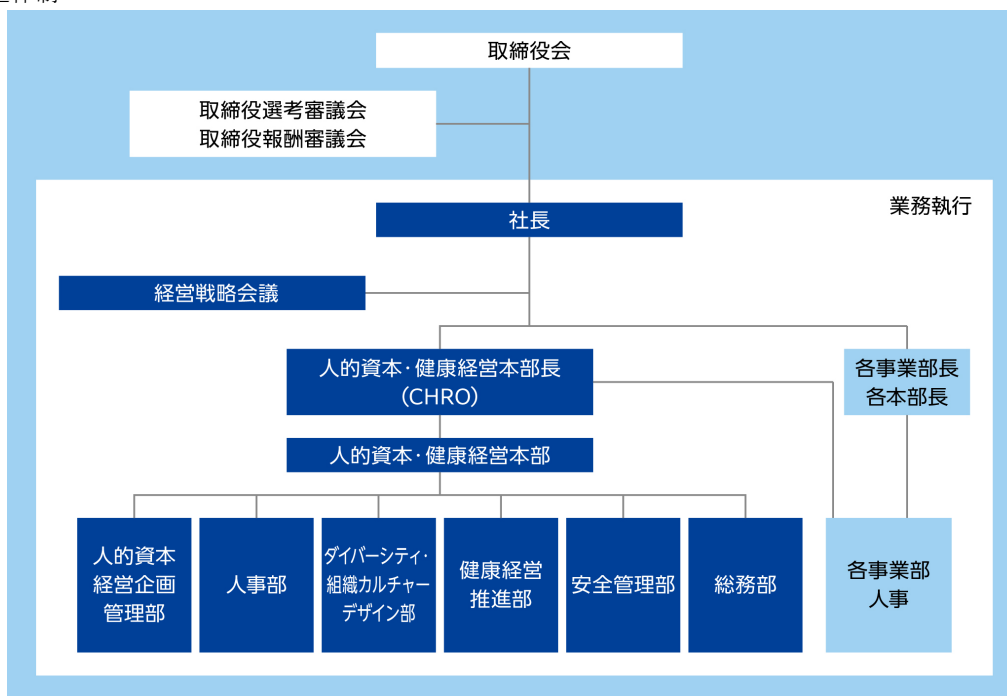 取締役会
取締役選考審議会
取締役報酬審議会
業務執行
社長
経営戦略会議
人的資本･健康経営本部長
(CHRO)
各事業部長
各本部長
人的資本･健康経営本部
人的資本
経営企画
管理部
人事部
ダイバーシティ･
組織カルチャー
デザイン部
健康経営
推進部
安全管理部
総務部
各事業部
人事